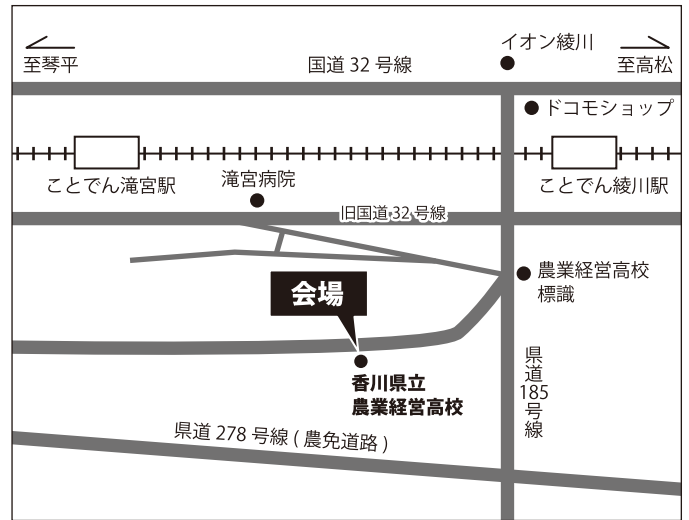 イオン綾川
至琴平
国道 32 号線
至高松
ドコモショップ
ことでん滝宮駅
滝宮病院
ことでん綾川駅
旧国道 32 号線
農業経営高校
標識
会場
香川県立
農業経営高校
県道185号線
県道 278 号線 ( 農免道路 )